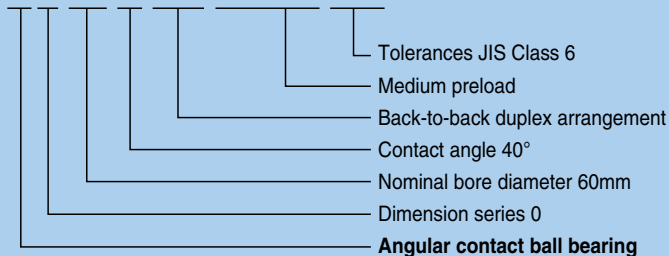 Tolerances JIS Class 6
Medium preload
Back-to-back duplex arrangement
Contact angle 40°
Nominal bore diameter 60mm
Dimension series 0
Angular contact ball bearing